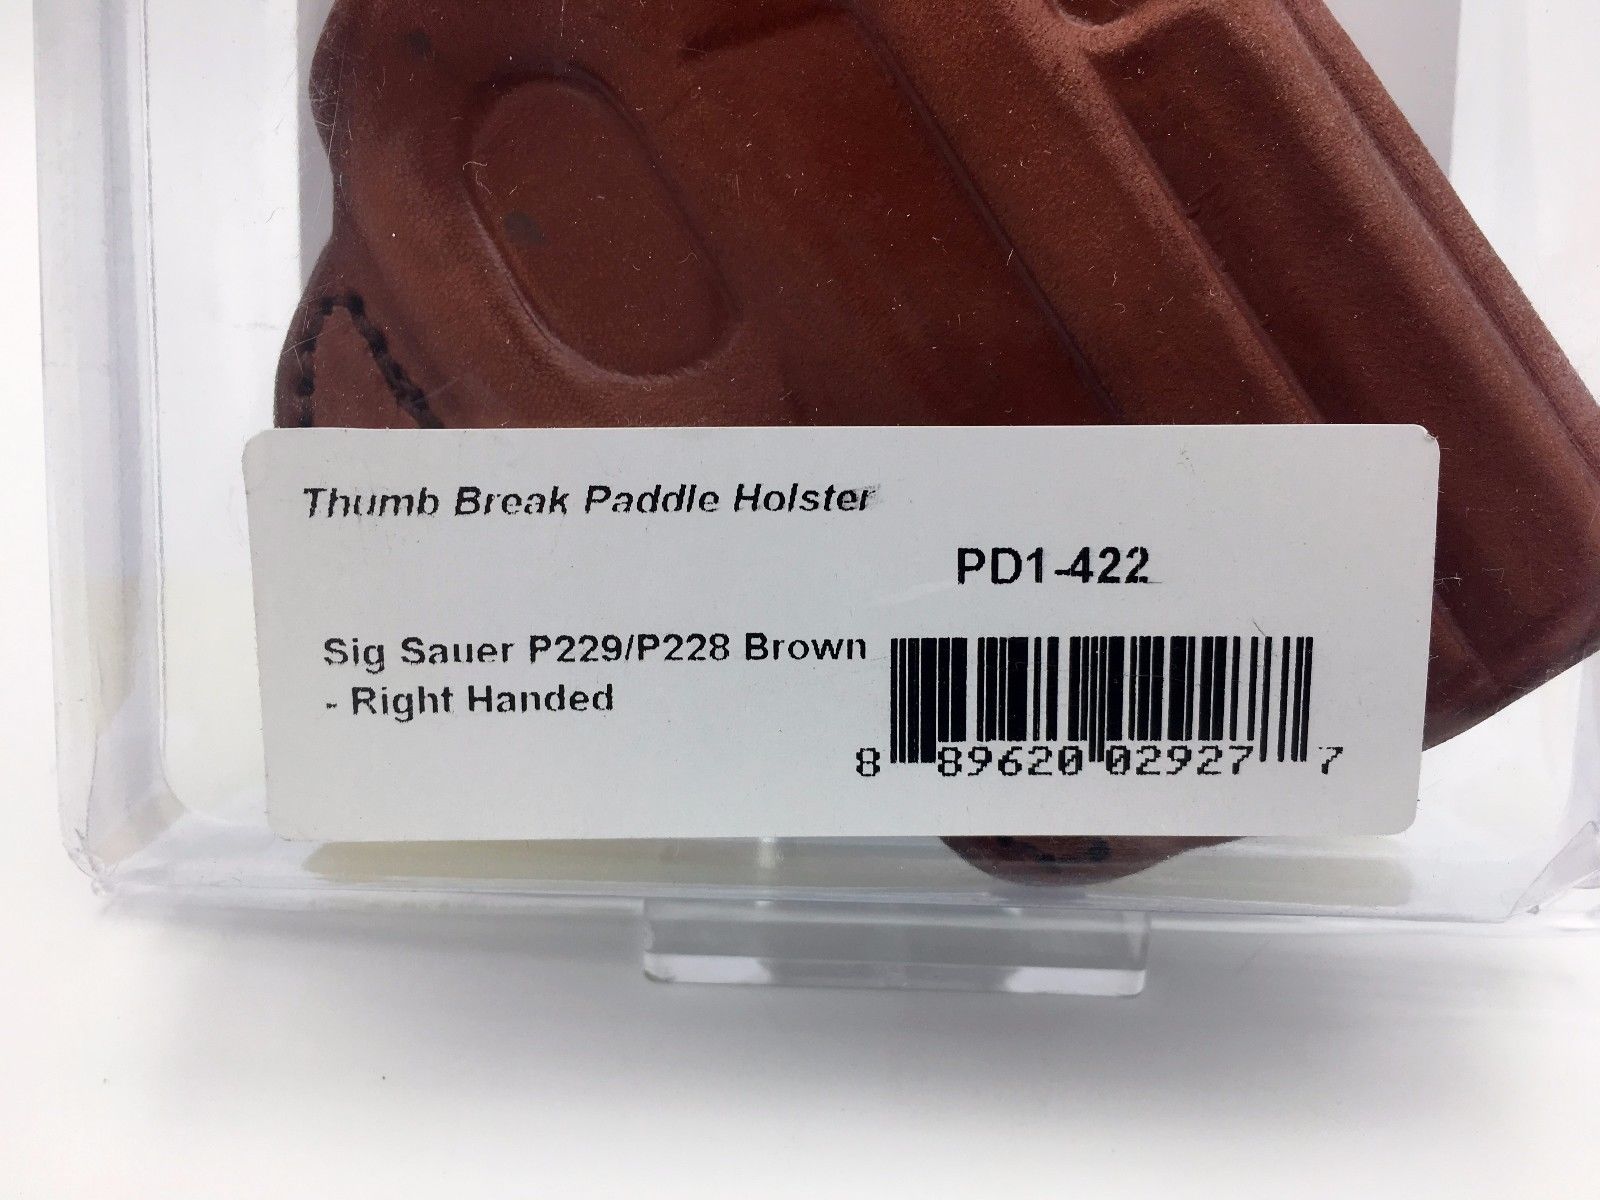 Thumb Break Paddle Holster
PD1-422
Sig Sauer P229/P228 Brown
- Right Handed
8 89620 02927 7